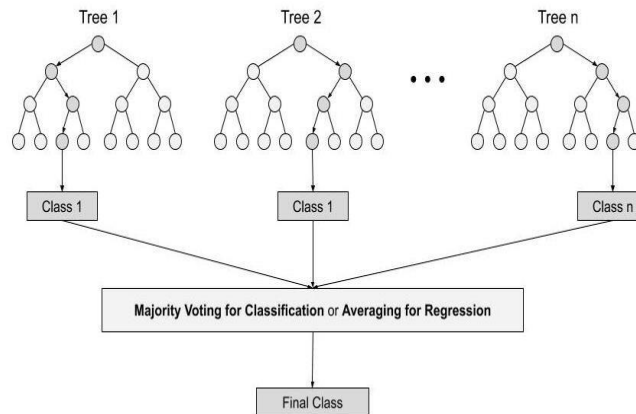 Tree 1
Tree 2
Tree n
Class 1
Class 1
Class n
Majority Voting for Classification or Averaging for Regression
Final Class